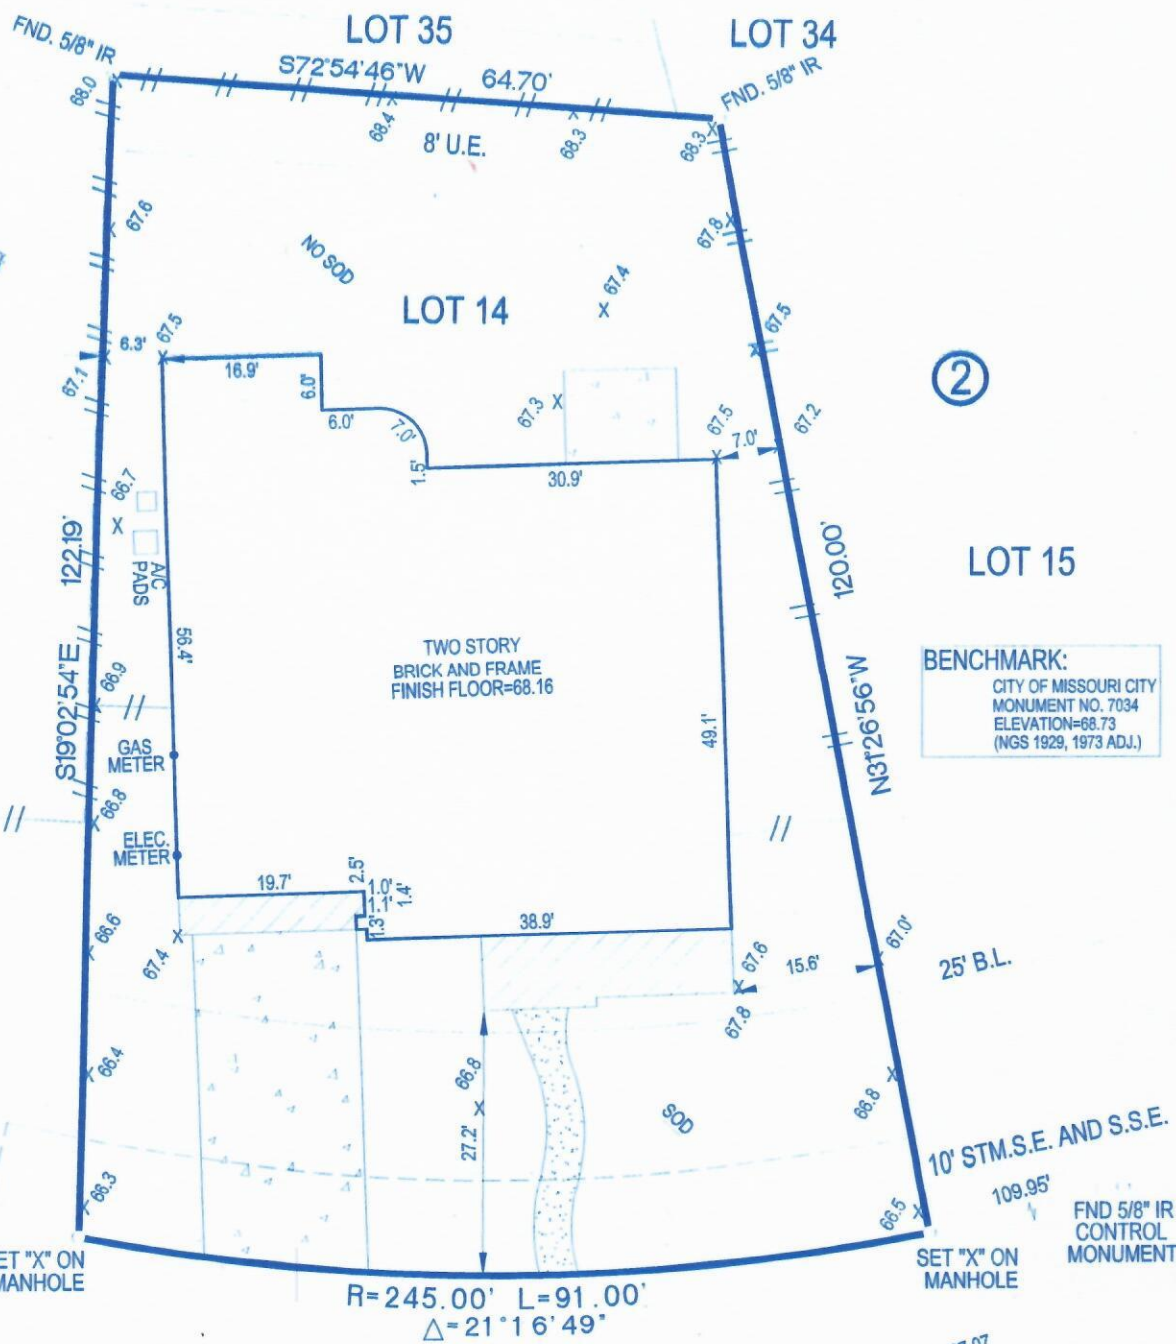 LOT 35
LOT 34
FND. 5/8" IR
S72°54'46"W 64.70'
FND. 5/8" IR
68.0
68.4
68.3
68.3
8' U.E.
67.6
67.8
NO SOD
67.4
LOT 14
67.5
6.3'
67.5
67.1
16.9'
6.0'
2
6.0'
7.0'
67.3
67.5
7.0'
67.2
1.5'
30.9'
66.7
122.19'
A/C
PADS
120.00'
LOT 15
56.4'
TWO STORY
BRICK AND FRAME
FINISH FLOOR=68.16
BENCHMARK:
CITY OF MISSOURI CITY
MONUMENT NO. 7034
ELEVATION=68.73
(NGS 1929, 1973 ADJ.)
66.9
S19°02'54"E
49.1'
N31°26'56"W
GAS
METER
66.8
ELEC.
METER
19.7'
2.5'
1.0'
1.1'
1.4'
1.3'
38.9'
66.6
67.4
67.6
15.6'
67.0'
25' B.L.
67.8
66.4
66.8
27.2'
SOD
66.8
10' STM.S.E. AND S.S.E.
109.95'
66.3
66.5
FND 5/8" IR
CONTROL
MONUMENT
ET "X" ON
MANHOLE
SET "X" ON
MANHOLE
R=245.00' L=91.00'
△=21°16'49"